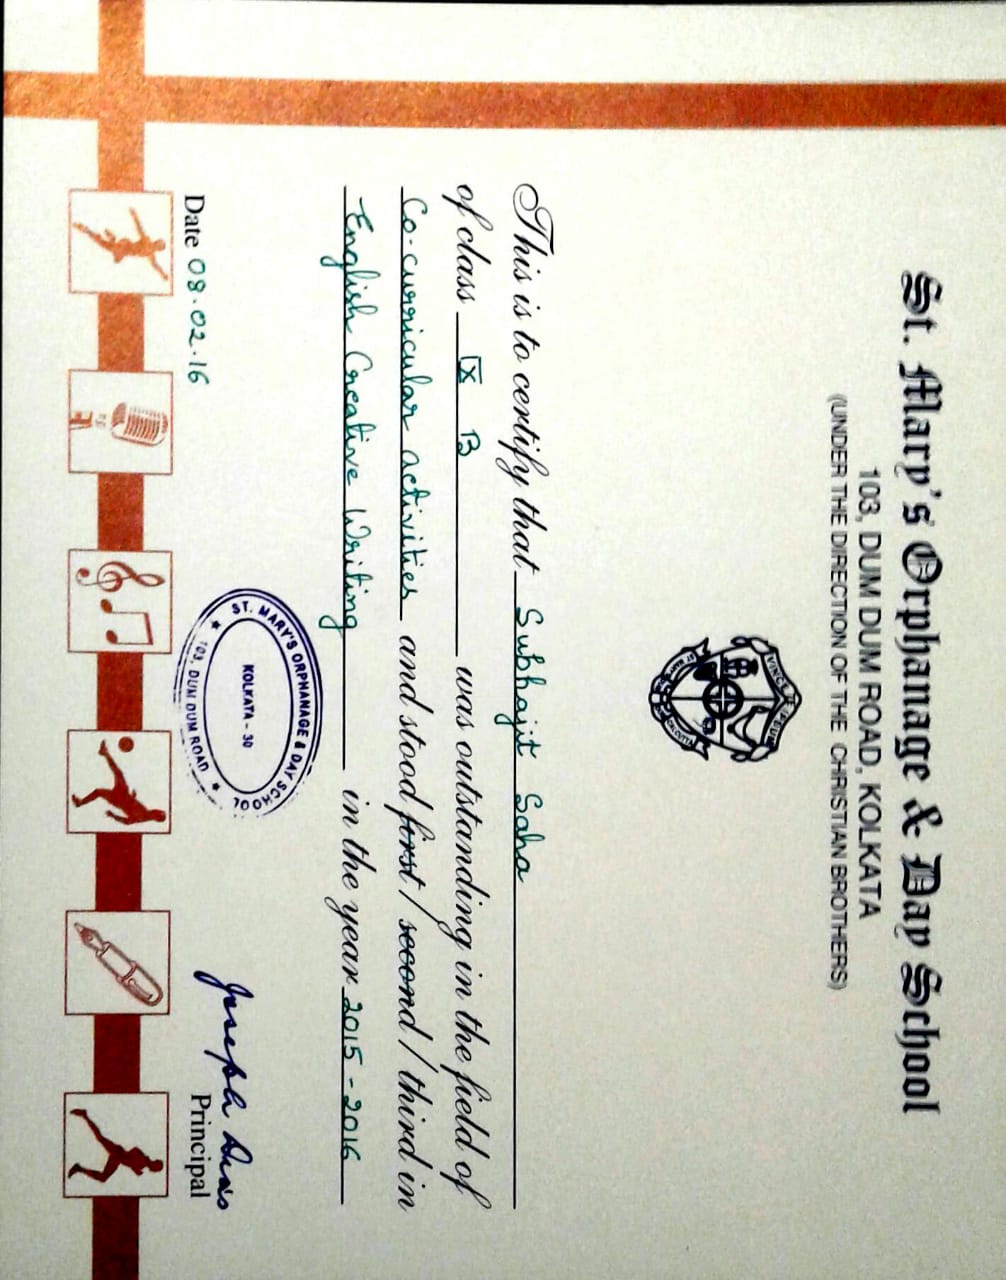 St. Mary's Orphanage & Day School
103, DUM DUM ROAD, KOLKATA
(UNDER THE DIRECTION OF THE CHRISTIAN BROTHERS)
VINCE TE IPSUM
This is to certify that Subhajit Saha
of class IX B was outstanding in the field of
Co-curricular activities and stood first / second / third in
English Creative Writing in the year 2015 - 2016
ST. MARY'S ORPHANAGE & DAY SCHOOL
KOLKATA - 30
103, DUM DUM ROAD
Joseph Dias
Date 08.02.16
Principal